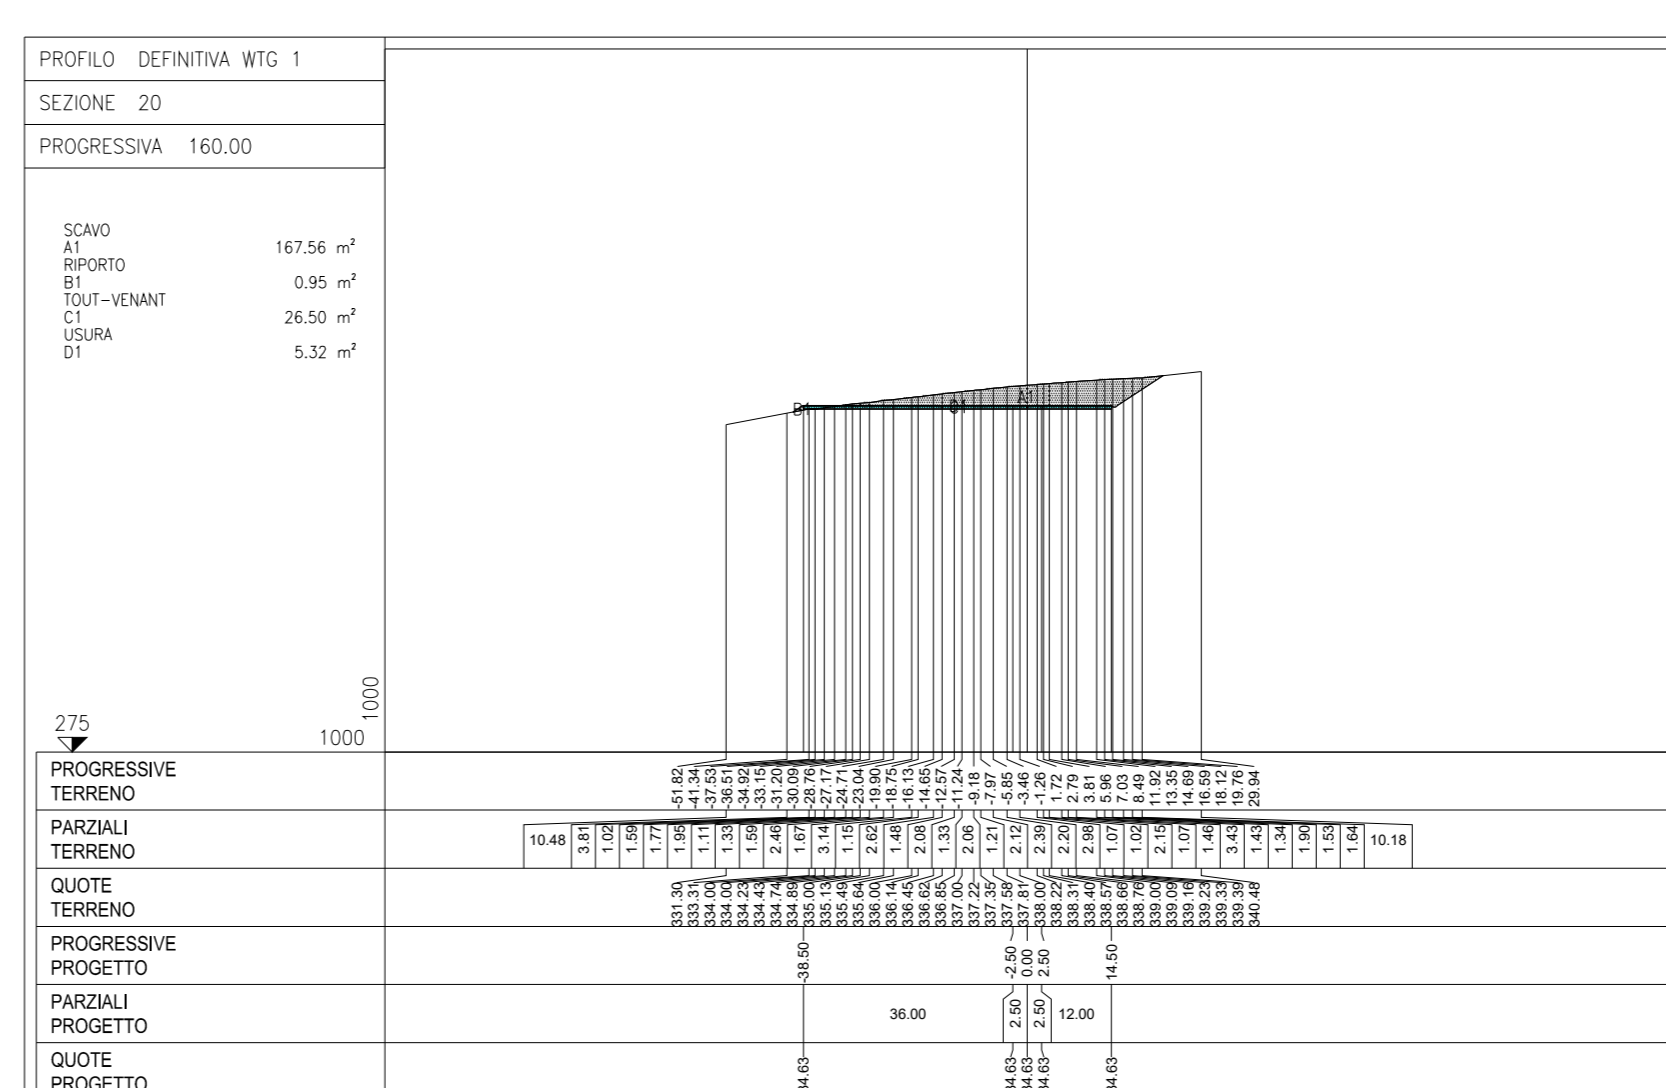 PROFILO DEFINITIVA WTG 1
SEZIONE 20
PROGRESSIVA 160.00
SCAVO
A1 167.56 m²
RIPORTO
B1 0.95 m²
TOUT-VENANT
C1 26.50 m²
USURA
D1 5.32 m²
B1
A1
275
1000
1000
PROGRESSIVE
TERRENO
-51.82 -41.34 -37.53 -36.51 -34.92 -33.15 -31.20 -30.09 -28.76 -27.17 -24.71 -23.04 -19.90 -18.75 -16.13 -14.65 -12.57 -11.24 -9.18 -7.97 -5.85 -3.46 -1.26 1.72 2.79 3.81 5.96 7.03 8.49 11.92 13.35 14.69 16.59 18.12 19.76 29.94
PARZIALI
TERRENO
10.48 3.81 1.02 1.59 1.77 1.95 1.11 1.33 1.59 2.46 1.67 3.14 1.15 2.62 1.48 2.08 1.33 2.06 1.21 2.12 2.39 2.20 2.98 1.07 1.02 2.15 1.07 1.46 3.43 1.43 1.34 1.90 1.53 1.64 10.18
QUOTE
TERRENO
331.30 333.31 334.00 334.00 334.23 334.43 334.74 334.89 335.00 335.13 335.49 335.64 336.00 336.14 336.45 336.62 336.85 337.00 337.22 337.35 337.58 337.81 338.00 338.22 338.31 338.40 338.57 338.66 338.76 339.00 339.09 339.16 339.23 339.33 339.39 340.48
PROGRESSIVE
PROGETTO
-38.50 -2.50 0.00 2.50 14.50
PARZIALI
PROGETTO
36.00 2.50 2.50 12.00
QUOTE
PROGETTO
34.63 34.63 34.63 34.63 34.63